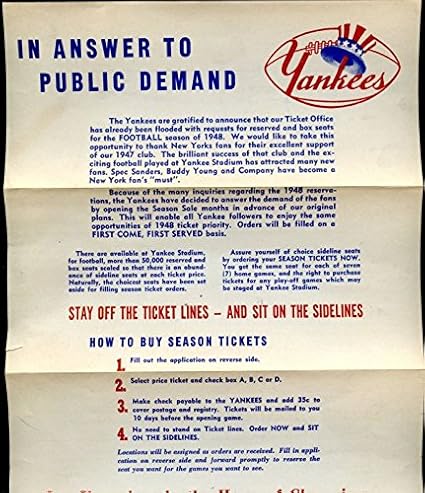 IN ANSWER TO
PUBLIC DEMAND
Yankees
The Yankees are gratified to announce that our Ticket Office
has already been flooded with requests for reserved and box seats
for the FOOTBALL season of 1948. We would like to take this
opportunity to thank New Yorks fans for their excellent support
of our 1947 club. The brilliant success of that club and the ex-
citing football played at Yankee Stadium has attracted many new
fans. Spec Sanders, Buddy Young and Company have become a
New York fan's "must".
Because of the many inquiries regarding the 1948 reserva-
tions, the Yankees have decided to answer the demand of the fans
by opening the Season Sale months in advance of our original
plans. This will enable all Yankee followers to enjoy the same
opportunities of 1948 ticket priority. Orders will be filled on a
FIRST COME, FIRST SERVED basis.
There are available at Yankee Stadium,
for football, more than 50,000 reserved and
box seats scaled so that there is an abun-
dance of sideline seats at each ticket price.
Naturally, the choicest seats have been set
aside for filling season ticket orders.
Assure yourself of choice sideline seats
by ordering your SEASON TICKETS NOW.
You get the same seat for each of seven
(7) home games, and the right to purchase
tickets for any play-off games which may
be staged at Yankee Stadium.
STAY OFF THE TICKET LINES – AND SIT ON THE SIDELINES
HOW TO BUY SEASON TICKETS
1. Fill out the application on reverse side.
2. Select price ticket and check box A, B, C or D.
3. Make check payable to the YANKEES and add 35c to
cover postage and registry. Tickets will be mailed to you
10 days before the opening game.
4. No need to stand on Ticket lines. Order NOW and SIT
ON THE SIDELINES.
Locations will be assigned as orders are received. Fill in appli-
cation on reverse side and forward promptly to reserve the
seat you want for the games you want to see.